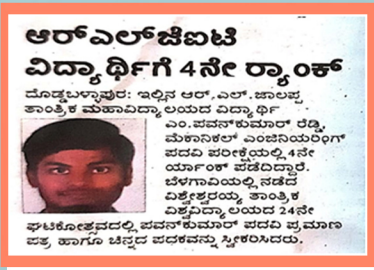 ಆರ್‌ಎಲ್‌ಜೆಐಟಿ
ವಿದ್ಯಾರ್ಥಿಗೆ 4ನೇ ರ‍್ಯಾಂಕ್
ದೊಡ್ಡಬಳ್ಳಾಪುರ: ಇಲ್ಲಿನ ಆರ್.ಎಲ್.ಜಾಲಪ್ಪ
ತಾಂತ್ರಿಕ ಮಹಾವಿದ್ಯಾಲಯದ ವಿದ್ಯಾರ್ಥಿ
ಎಂ.ಪವನ್‌ಕುಮಾರ್ ರೆಡ್ಡಿ,
ಮೆಕಾನಿಕಲ್ ಎಂಜಿನಿಯರಿಂಗ್
ಪದವಿ ಪರೀಕ್ಷೆಯಲ್ಲಿ 4ನೇ
ರ‍್ಯಾಂಕ್ ಪಡೆದಿದ್ದಾರೆ.
ಬೆಳಗಾವಿಯಲ್ಲಿ ನಡೆದ
ವಿಶ್ವೇಶ್ವರಯ್ಯ ತಾಂತ್ರಿಕ
ವಿಶ್ವವಿದ್ಯಾಲಯದ 24ನೇ
ಘಟಿಕೋತ್ಸವದಲ್ಲಿ ಪವನ್‌ಕುಮಾರ್ ಪದವಿ ಪ್ರಮಾಣ
ಪತ್ರ ಹಾಗೂ ಚಿನ್ನದ ಪದಕವನ್ನು ಸ್ವೀಕರಿಸಿದರು.